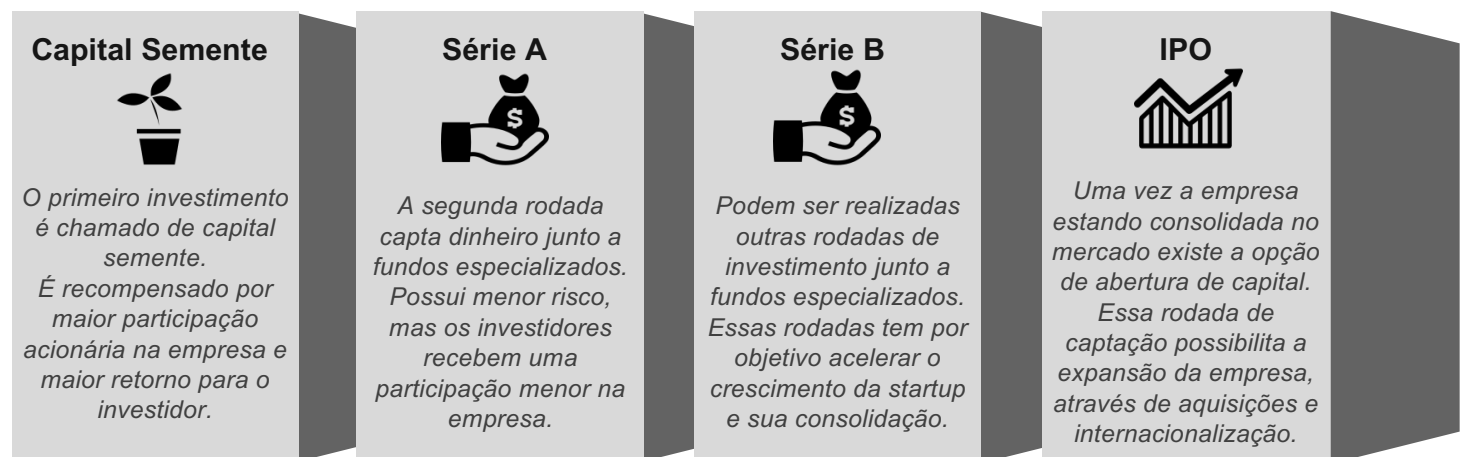 Capital Semente
O primeiro investimento
é chamado de capital
semente.
É recompensado por
maior participação
acionária na empresa e
maior retorno para o
investidor.
Série A
$
A segunda rodada
capta dinheiro junto a
fundos especializados.
Possui menor risco,
mas os investidores
recebem uma
participação menor na
empresa.
Série B
$
Podem ser realizadas
outras rodadas de
investimento junto a
fundos especializados.
Essas rodadas tem por
objetivo acelerar o
crescimento da startup
e sua consolidação.
IPO
Uma vez a empresa
estando consolidada no
mercado existe a opção
de abertura de capital.
Essa rodada de
captação possibilita a
expansão da empresa,
através de aquisições e
internacionalização.